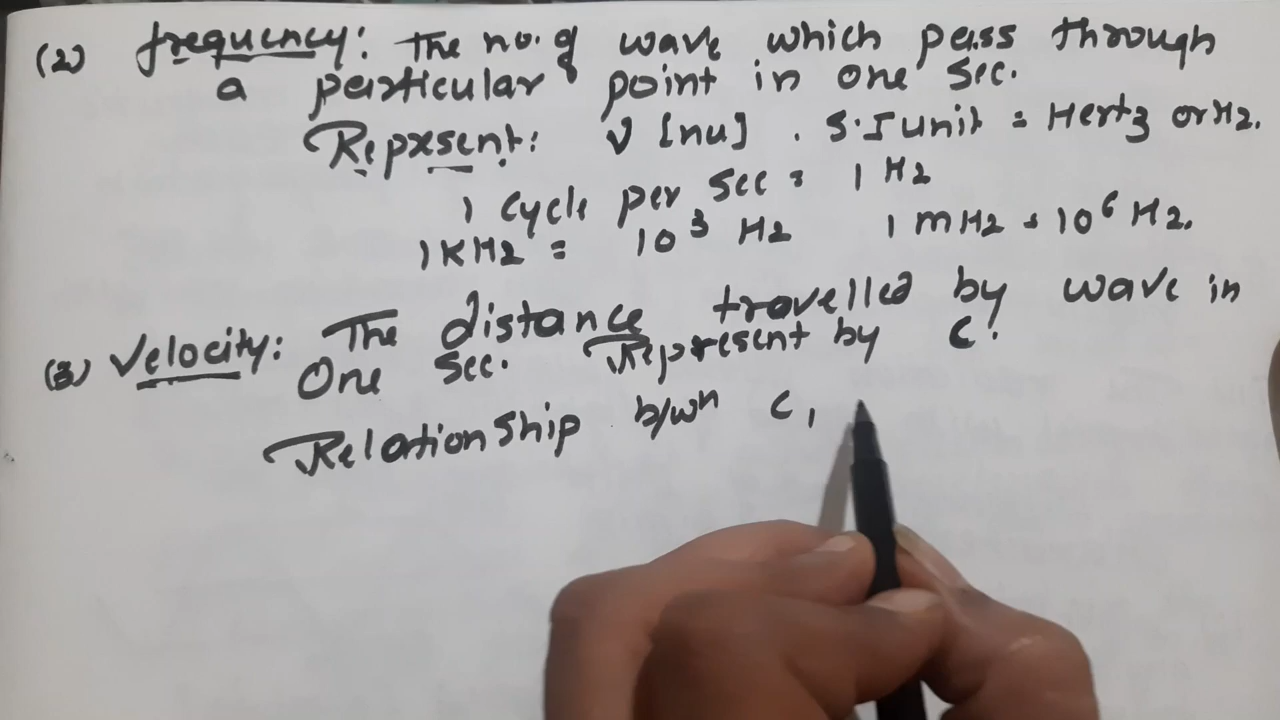 (2) frequency: The no. of wave which pass through
a particular point in one sec.
Represent: ν [nu]. S.I unit = Hertz or Hz.
1 cycle per sec = 1 Hz
1 KHz = 10³ Hz 1 mHz = 10⁶ Hz.
(3) Velocity: The distance travelled by wave in
One sec. Represent by C.
Relationship b/wn C,